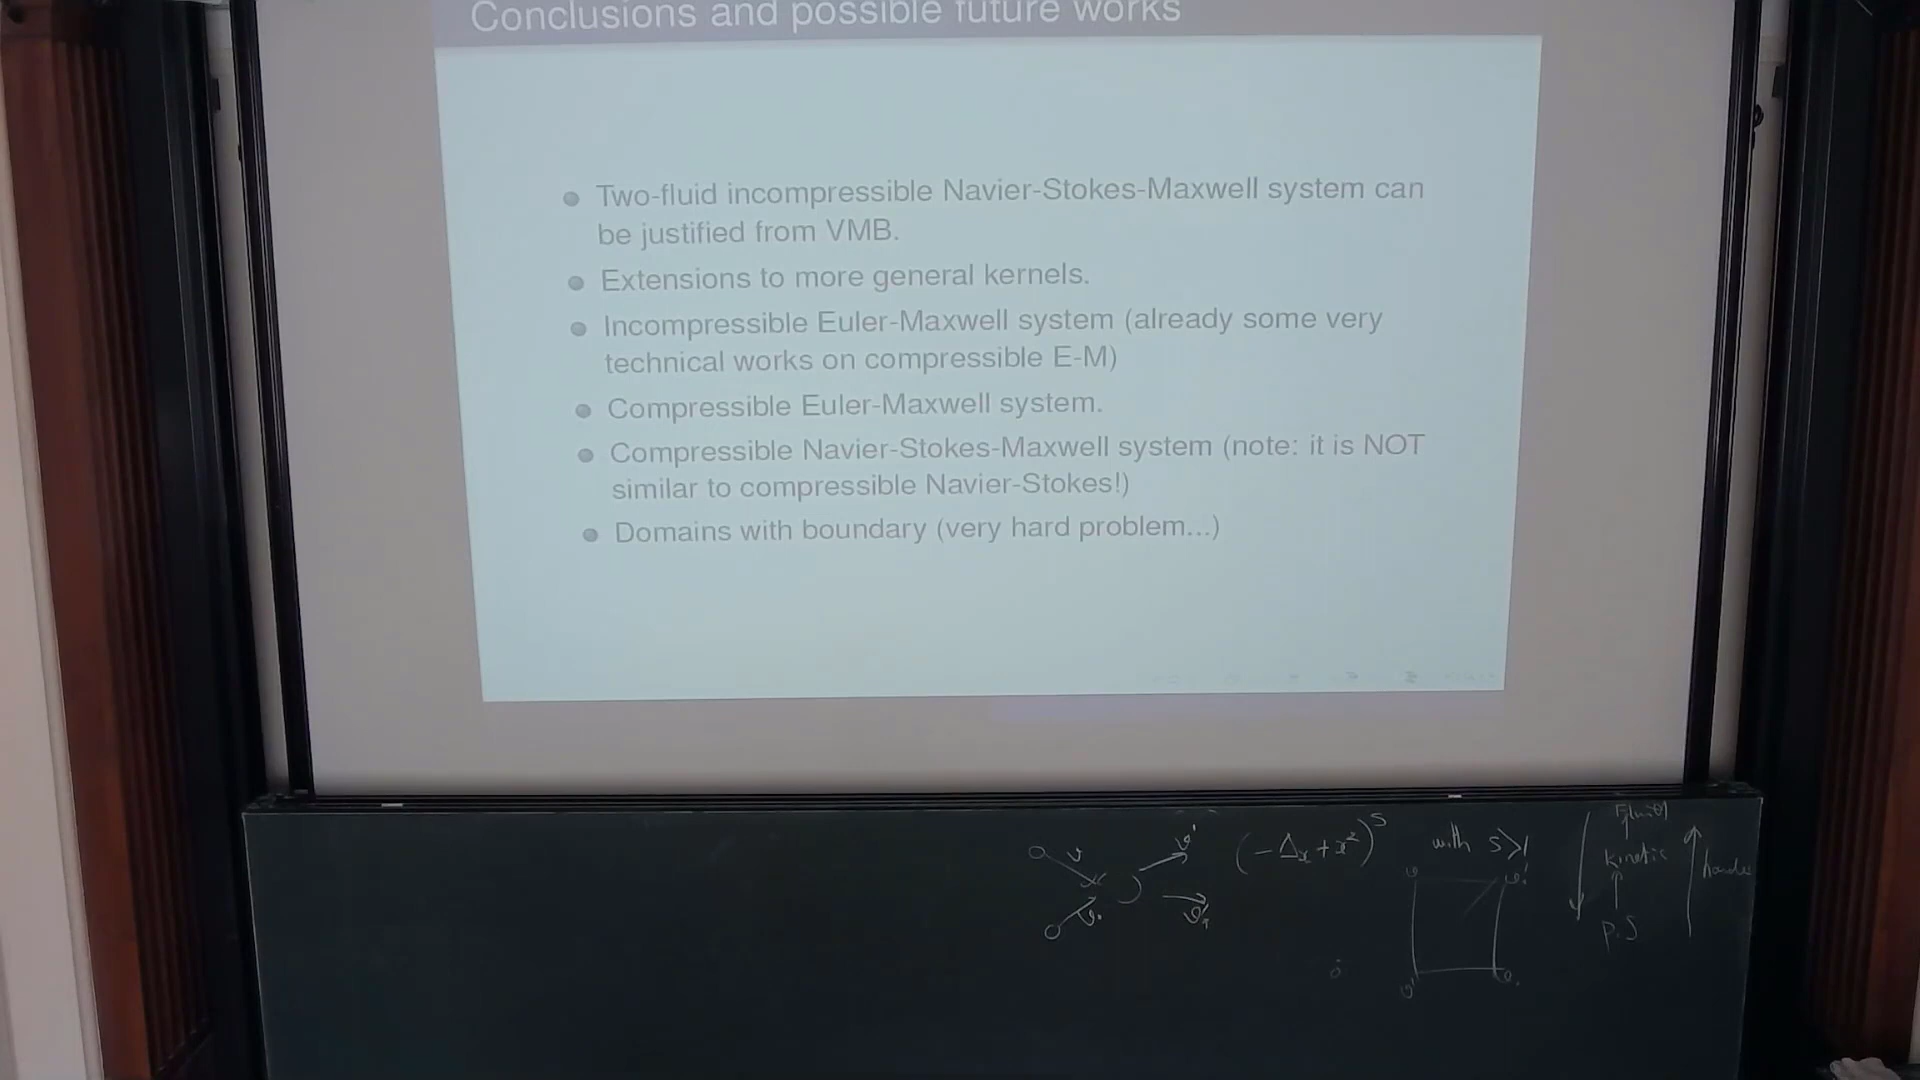 Conclusions and possible future works
Two-fluid incompressible Navier-Stokes-Maxwell system can
be justified from VMB.
Extensions to more general kernels.
Incompressible Euler-Maxwell system (already some very
technical works on compressible E-M)
Compressible Euler-Maxwell system.
Compressible Navier-Stokes-Maxwell system (note: it is NOT
similar to compressible Navier-Stokes!)
Domains with boundary (very hard problem...)
(-Δx+x²)^s with s>1
Fluid
kinetic
P.S